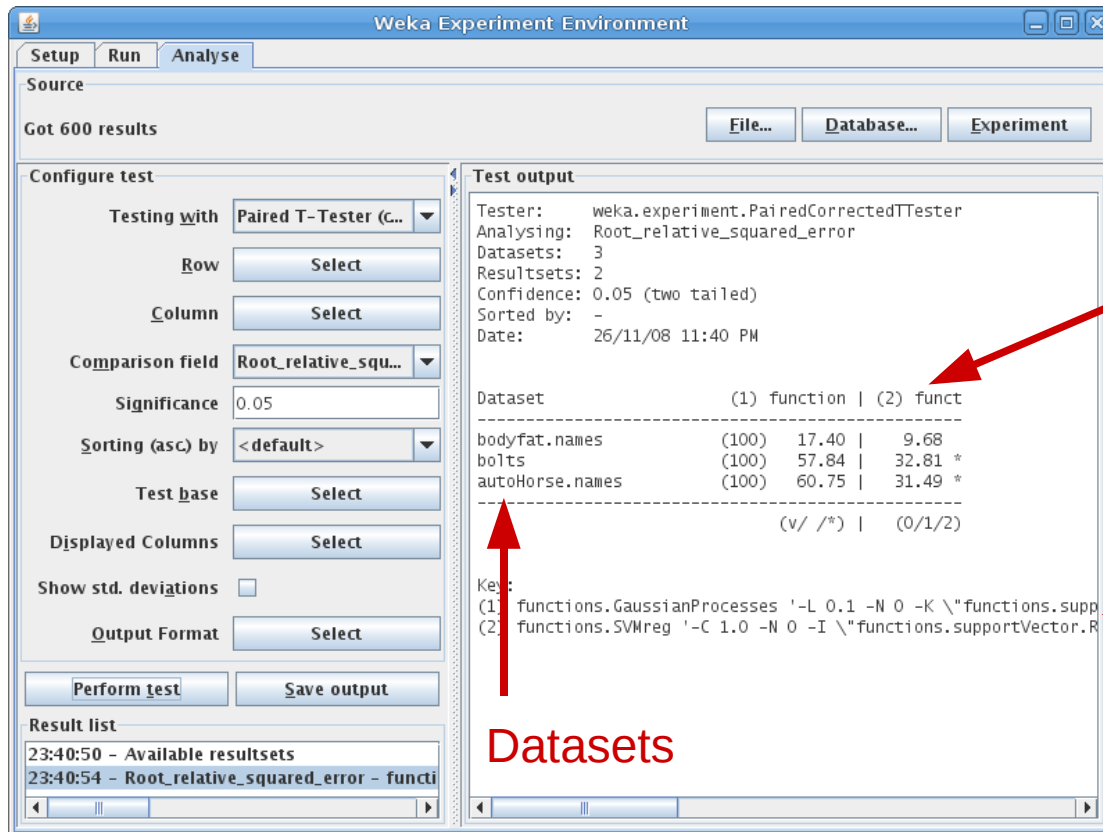 Weka Experiment Environment
Setup Run Analyse
Source
Got 600 results
File... Database... Experiment
Configure test
Testing with Paired T-Tester (c...
Row Select
Column Select
Comparison field Root_relative_squ...
Significance 0.05
Sorting (asc.) by <default>
Test base Select
Displayed Columns Select
Show std. deviations
Output Format Select
Perform test Save output
Result list
23:40:50 - Available resultsets
23:40:54 - Root_relative_squared_error - functi
Test output
Tester: weka.experiment.PairedCorrectedTTester
Analysing: Root_relative_squared_error
Datasets: 3
Resultsets: 2
Confidence: 0.05 (two tailed)
Sorted by: -
Date: 26/11/08 11:40 PM
Dataset (1) function | (2) funct
----------------------------------------------------------------
bodyfat.names (100) 17.40 | 9.68
bolts (100) 57.84 | 32.81 *
autoHorse.names (100) 60.75 | 31.49 *
----------------------------------------------------------------
(v/ /*) | (0/1/2)
Key:
(1) functions.GaussianProcesses '-L 0.1 -N 0 -K \"functions.supp
(2) functions.SVMreg '-C 1.0 -N 0 -I \"functions.supportVector.R
Datasets